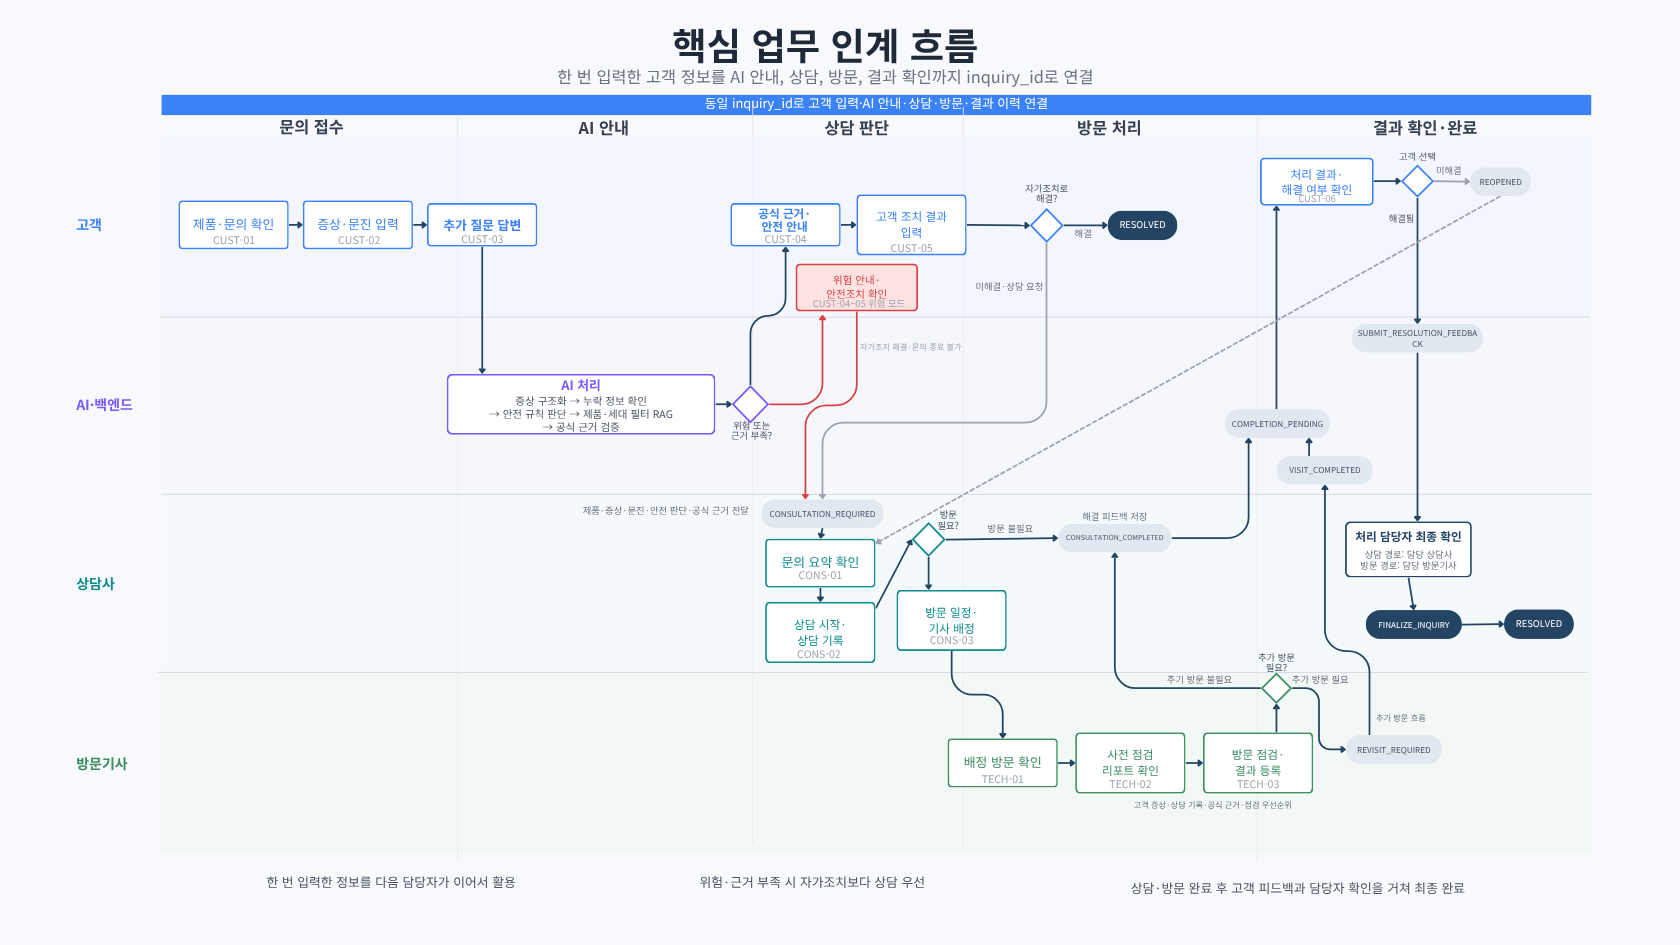 핵심 업무 인계 흐름
한 번 입력한 고객 정보를 AI 안내, 상담, 방문, 결과 확인까지 inquiry_id로 연결
동일 inquiry_id로 고객 입력·AI 안내·상담·방문·결과 이력 연결
문의 접수
AI 안내
상담 판단
방문 처리
결과 확인·완료
고객
제품·문의 확인
CUST-01
증상·문진 입력
CUST-02
추가 질문 답변
CUST-03
공식 근거·
안전 안내
CUST-04
고객 조치 결과
입력
CUST-05
위험 안내·
안전조치 확인
CUST-04~05 위험 모드
자가조치로
해결?
해결
RESOLVED
미해결·상담 요청
처리 결과·
해결 여부 확인
CUST-06
고객 선택
미해결
REOPENED
해결됨
AI·백엔드
AI 처리
증상 구조화 → 누락 정보 확인
→ 안전 규칙 판단 → 제품·세대 필터 RAG
→ 공식 근거 검증
위험 또는
근거 부족?
자가조치 해결·문의 종료 불가
SUBMIT_RESOLUTION_FEEDBA
CK
COMPLETION_PENDING
VISIT_COMPLETED
상담사
제품·증상·문진·안전 판단·공식 근거 전달
CONSULTATION_REQUIRED
문의 요약 확인
CONS-01
상담 시작·
상담 기록
CONS-02
방문
필요?
방문 불필요
방문 일정·
기사 배정
CONS-03
해결 피드백 저장
CONSULTATION_COMPLETED
처리 담당자 최종 확인
상담 경로: 담당 상담사
방문 경로: 담당 방문기사
FINALIZE_INQUIRY
RESOLVED
방문기사
추가 방문
필요?
추기 방문 불필요
추가 방문 필요
추가 방문 흐름
REVISIT_REQUIRED
배정 방문 확인
TECH-01
사전 점검
리포트 확인
TECH-02
방문 점검·
결과 등록
TECH-03
고객 증상·상담 기록·공식 근거·점검 우선순위
한 번 입력한 정보를 다음 담당자가 이어서 활용
위험·근거 부족 시 자가조치보다 상담 우선
상담·방문 완료 후 고객 피드백과 담당자 확인을 거쳐 최종 완료